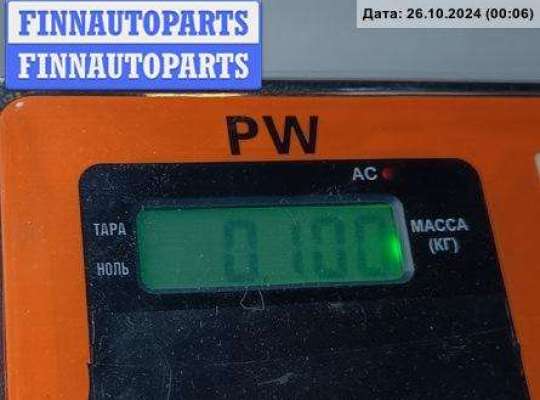 FINNAUTOPARTS
FINNAUTOPARTS
Дата: 26.10.2024 (00:06)
PW
AC
ТАРА
НОЛЬ
0.100
МАССА
(КГ)